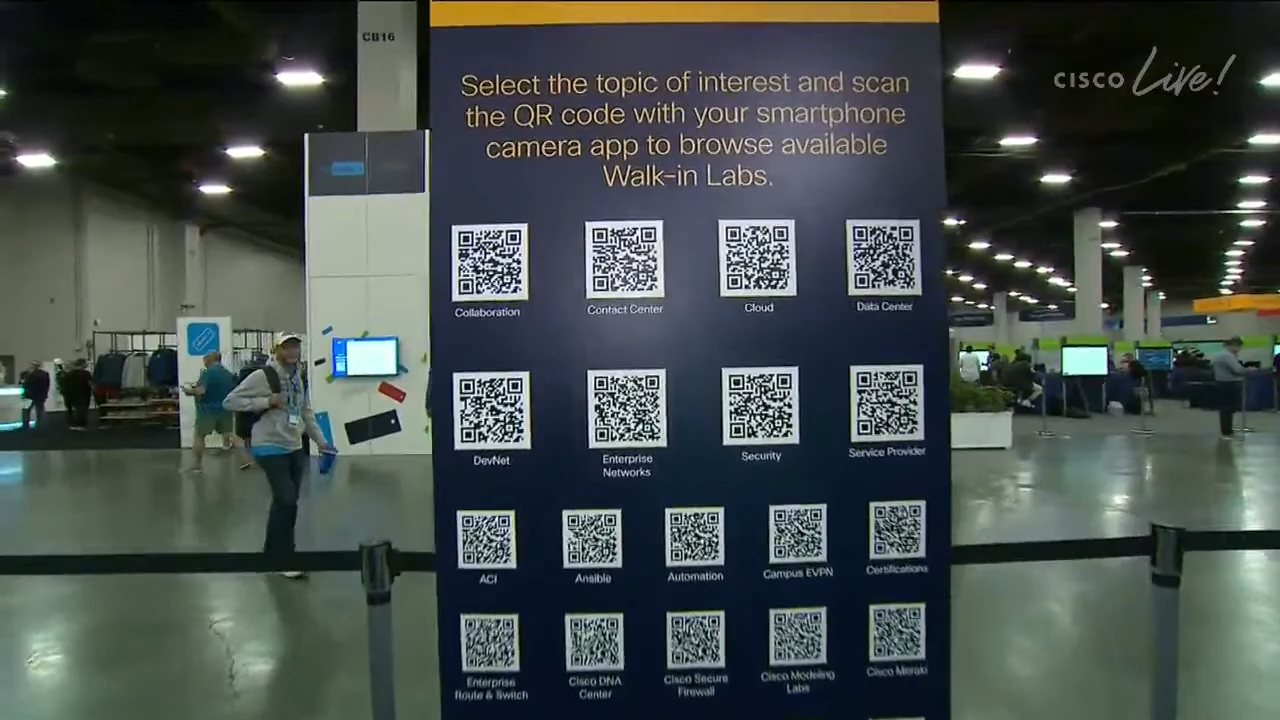 CB16
CISCO Live!
Select the topic of interest and scan
the QR code with your smartphone
camera app to browse available
Walk-in Labs.
Collaboration
Contact Center
Cloud
Data Center
DevNet
Enterprise
Networks
Security
Service Provider
ACI
Ansible
Automation
Campus EVPN
Certifications
Enterprise
Route & Switch
Cisco DNA
Center
Cisco Secure
Firewall
Cisco Modeling
Labs
Cisco Meraki